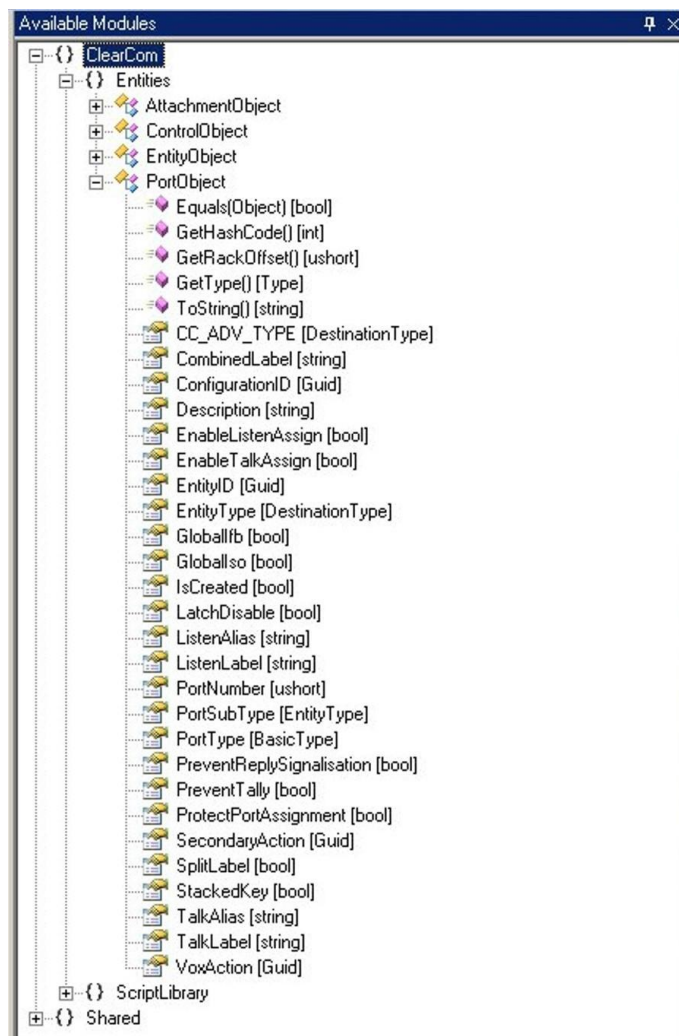 Available Modules
{} ClearCom
{} Entities
AttachmentObject
ControlObject
EntityObject
PortObject
Equals(Object) [bool]
GetHashCode() [int]
GetRackOffset() [ushort]
GetType() [Type]
ToString() [string]
CC_ADV_TYPE [DestinationType]
CombinedLabel [string]
ConfigurationID [Guid]
Description [string]
EnableListenAssign [bool]
EnableTalkAssign [bool]
EntityID [Guid]
EntityType [DestinationType]
GlobalIfb [bool]
GlobalIso [bool]
IsCreated [bool]
LatchDisable [bool]
ListenAlias [string]
ListenLabel [string]
PortNumber [ushort]
PortSubType [EntityType]
PortType [BasicType]
PreventReplySignalisation [bool]
PreventTally [bool]
ProtectPortAssignment [bool]
SecondaryAction [Guid]
SplitLabel [bool]
StackedKey [bool]
TalkAlias [string]
TalkLabel [string]
VoxAction [Guid]
{} ScriptLibrary
{} Shared